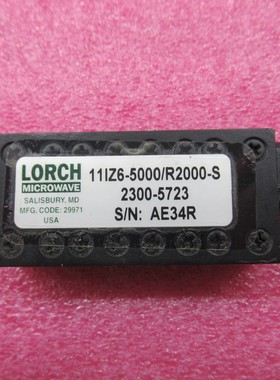 LORCH
MICROWAVE
SALISBURY, MD
MFG. CODE: 29971
USA
11IZ6-5000/R2000-S
2300-5723
S/N: AE34R